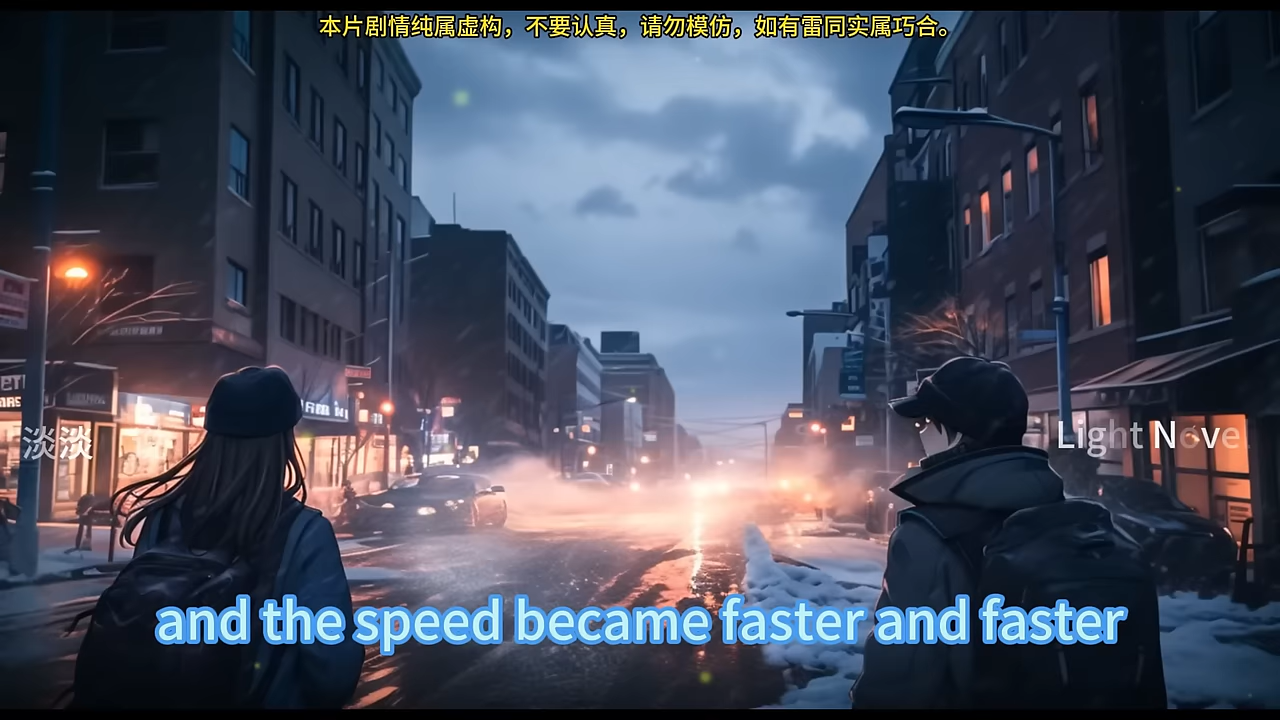 本片剧情纯属虚构，不要认真，请勿模仿，如有雷同实属巧合。
淡淡
Light Novel
and the speed became faster and faster